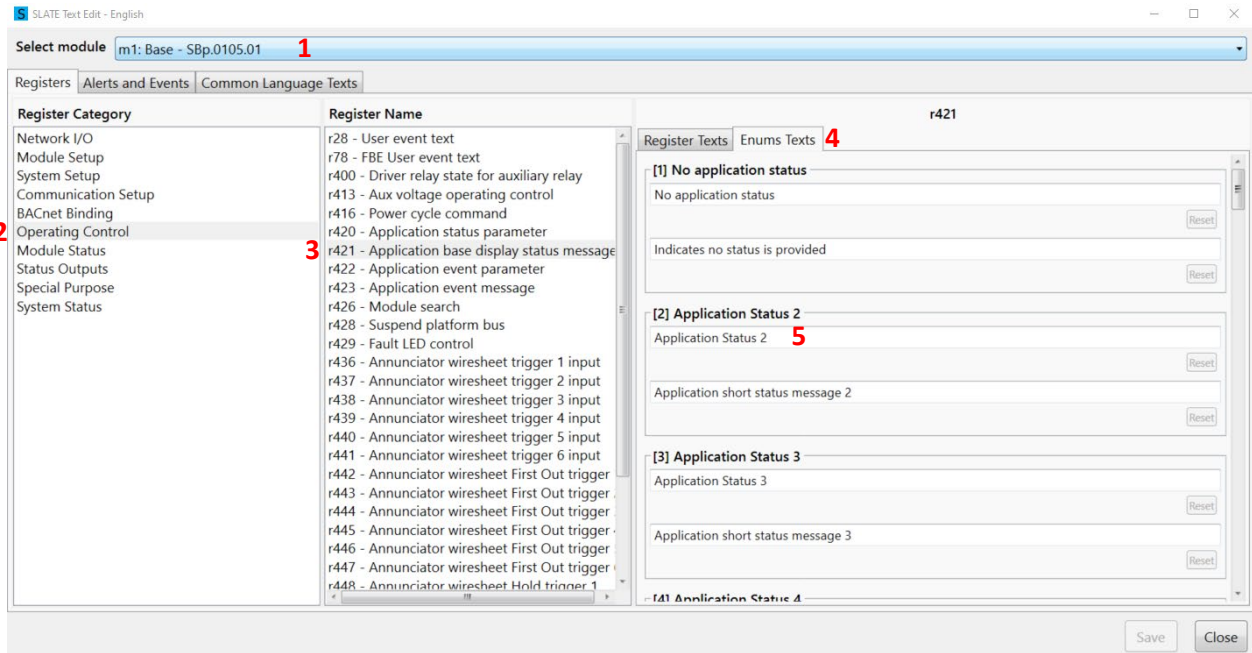 S SLATE Text Edit - English
Select module m1: Base - SBp.0105.01 1
Registers Alerts and Events Common Language Texts
Register Category
Network I/O
Module Setup
System Setup
Communication Setup
BACnet Binding
2 Operating Control
Module Status
Status Outputs
Special Purpose
System Status
Register Name
r28 - User event text
r78 - FBE User event text
r400 - Driver relay state for auxiliary relay
r413 - Aux voltage operating control
r416 - Power cycle command
r420 - Application status parameter
3 r421 - Application base display status message
r422 - Application event parameter
r423 - Application event message
r426 - Module search
r428 - Suspend platform bus
r429 - Fault LED control
r436 - Annunciator wiresheet trigger 1 input
r437 - Annunciator wiresheet trigger 2 input
r438 - Annunciator wiresheet trigger 3 input
r439 - Annunciator wiresheet trigger 4 input
r440 - Annunciator wiresheet trigger 5 input
r441 - Annunciator wiresheet trigger 6 input
r442 - Annunciator wiresheet First Out trigger
r443 - Annunciator wiresheet First Out trigger
r444 - Annunciator wiresheet First Out trigger
r445 - Annunciator wiresheet First Out trigger
r446 - Annunciator wiresheet First Out trigger
r447 - Annunciator wiresheet First Out trigger
r448 - Annunciator wiresheet Hold trigger 1
r421
Register Texts Enums Texts 4
[1] No application status
No application status
Reset
Indicates no status is provided
Reset
[2] Application Status 2
Application Status 2 5
Reset
Application short status message 2
Reset
[3] Application Status 3
Application Status 3
Reset
Application short status message 3
Reset
[4] Application Status 4
Save Close